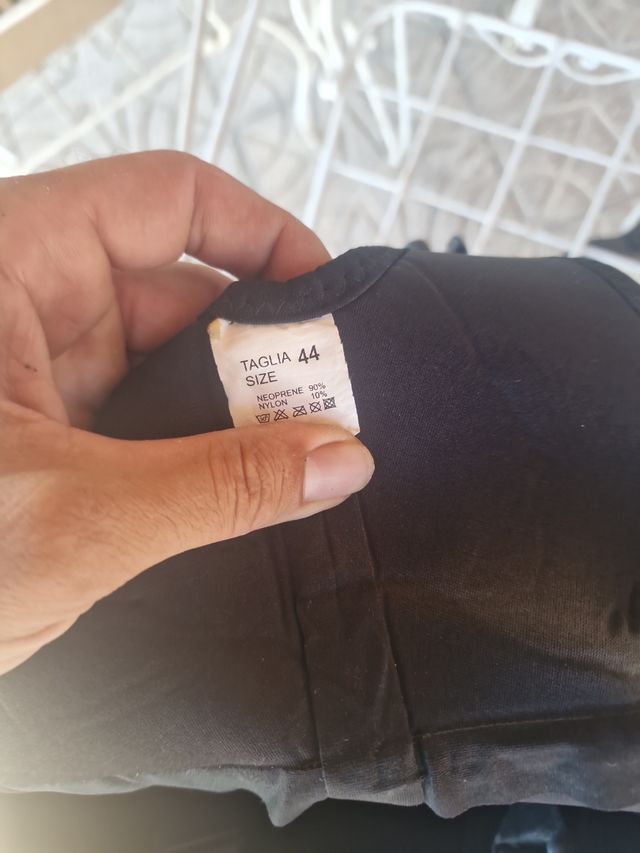 TAGLIA 44
SIZE
NEOPRENE 90%
NYLON 10%